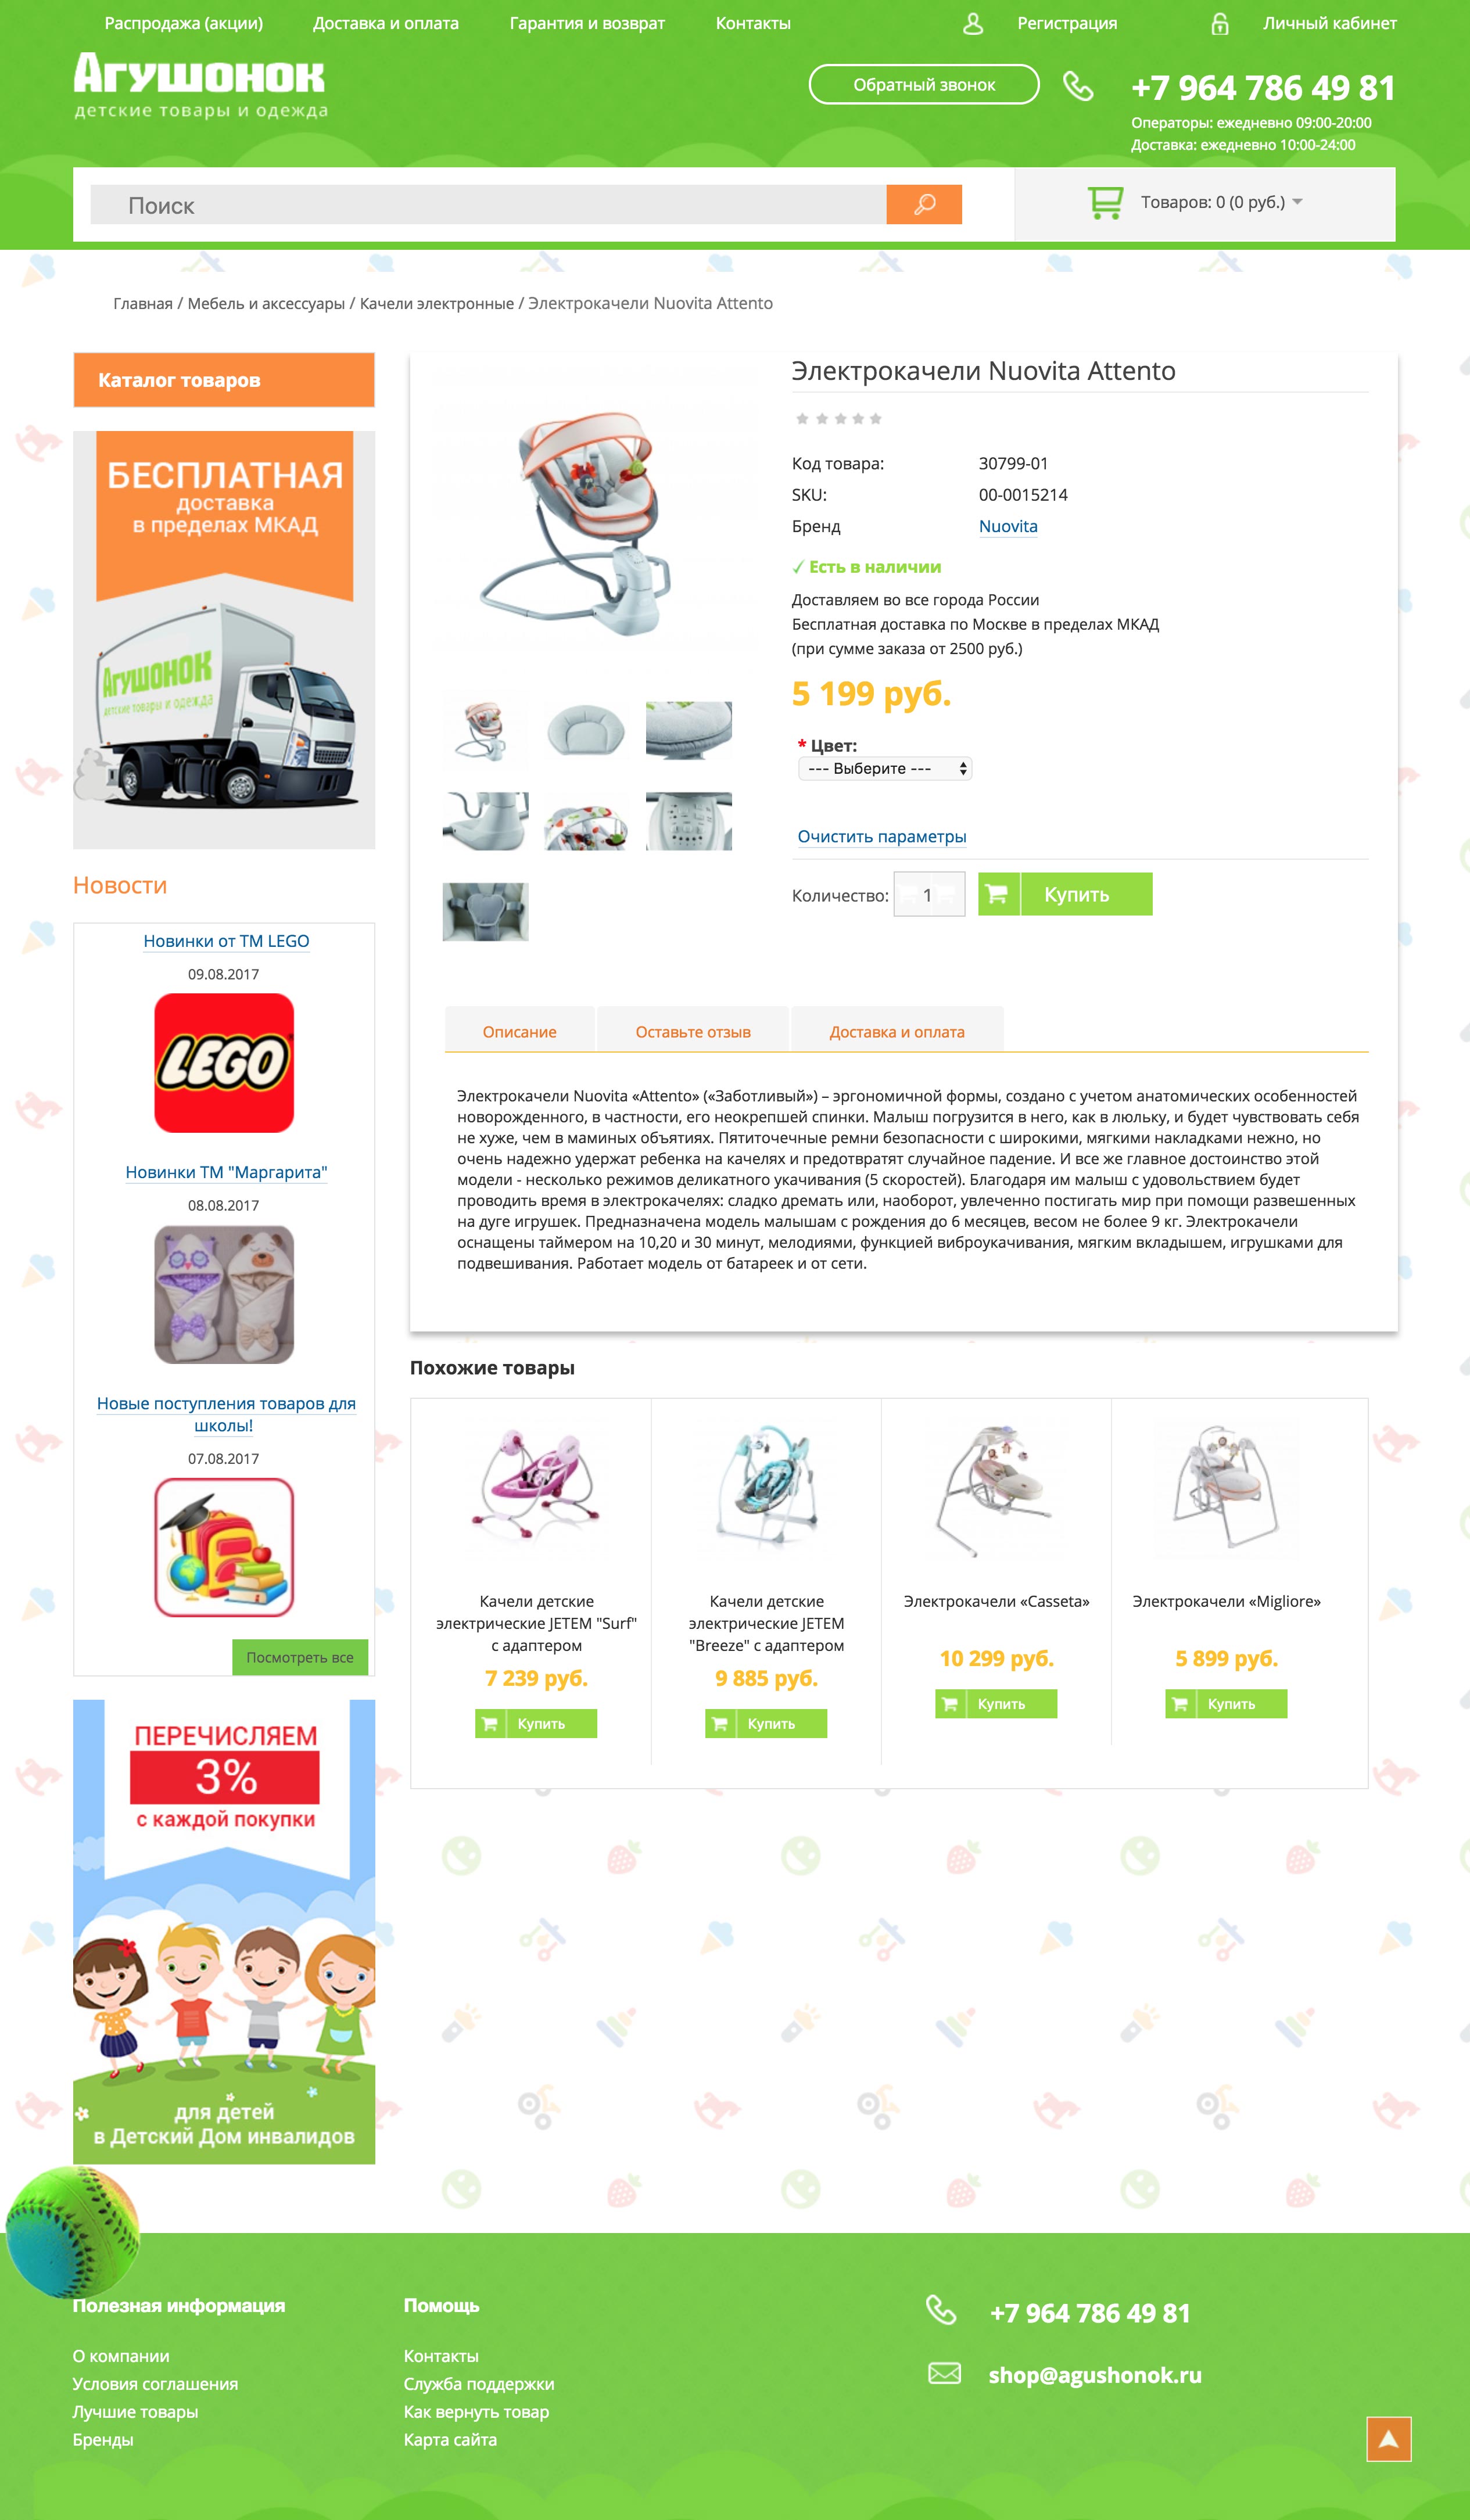 Распродажа (акции) Доставка и оплата Гарантия и возврат Контакты Регистрация Личный кабинет
Агушонок
детские товары и одежда
Обратный звонок
+7 964 786 49 81
Операторы: ежедневно 09:00-20:00
Доставка: ежедневно 10:00-24:00
Поиск
Товаров: 0 (0 руб.)
Главная / Мебель и аксессуары / Качели электронные / Электрокачели Nuovita Attento
Каталог товаров
БЕСПЛАТНАЯ
доставка
в пределах МКАД
Агушонок
детские товары и одежда
Новости
Новинки от ТМ LEGO
09.08.2017
LEGO
Новинки ТМ "Маргарита"
08.08.2017
Новые поступления товаров для
школы!
07.08.2017
Посмотреть все
ПЕРЕЧИСЛЯЕМ
3%
с каждой покупки
для детей
в Детский Дом инвалидов
Электрокачели Nuovita Attento
Код товара: 30799-01
SKU: 00-0015214
Бренд Nuovita
Есть в наличии
Доставляем во все города России
Бесплатная доставка по Москве в пределах МКАД
(при сумме заказа от 2500 руб.)
5 199 руб.
* Цвет:
--- Выберите ---
Очистить параметры
Количество: 1 Купить
Описание Оставьте отзыв Доставка и оплата
Электрокачели Nuovita «Attento» («Заботливый») – эргономичной формы, создано с учетом анатомических особенностей
новорожденного, в частности, его неокрепшей спинки. Малыш погрузится в него, как в люльку, и будет чувствовать себя
не хуже, чем в маминых объятиях. Пятиточечные ремни безопасности с широкими, мягкими накладками нежно, но
очень надежно удержат ребенка на качелях и предотвратят случайное падение. И все же главное достоинство этой
модели - несколько режимов деликатного укачивания (5 скоростей). Благодаря им малыш с удовольствием будет
проводить время в электрокачелях: сладко дремать или, наоборот, увлеченно постигать мир при помощи развешенных
на дуге игрушек. Предназначена модель малышам с рождения до 6 месяцев, весом не более 9 кг. Электрокачели
оснащены таймером на 10,20 и 30 минут, мелодиями, функцией виброукачивания, мягким вкладышем, игрушками для
подвешивания. Работает модель от батареек и от сети.
Похожие товары
Качели детские
электрические JETEM "Surf"
с адаптером
7 239 руб.
Купить
Качели детские
электрические JETEM
"Breeze" с адаптером
9 885 руб.
Купить
Электрокачели «Casseta»
10 299 руб.
Купить
Электрокачели «Migliore»
5 899 руб.
Купить
Полезная информация
О компании
Условия соглашения
Лучшие товары
Бренды
Помощь
Контакты
Служба поддержки
Как вернуть товар
Карта сайта
+7 964 786 49 81
shop@agushonok.ru